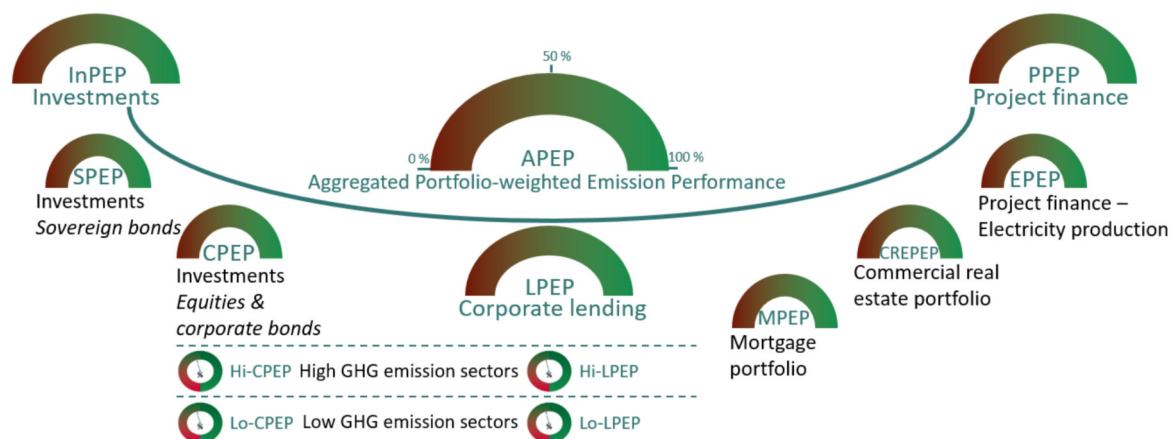 InPEP
Investments
50 %
0 %
100 %
APEP
Aggregated Portfolio-weighted Emission Performance
PPEP
Project finance
SPEP
Investments
Sovereign bonds
CPEP
Investments
Equities &
corporate bonds
LPEP
Corporate lending
MPEP
Mortgage
portfolio
CREPEP
Commercial real
estate portfolio
EPEP
Project finance –
Electricity production
Hi-CPEP High GHG emission sectors Hi-LPEP
Lo-CPEP Low GHG emission sectors Lo-LPEP